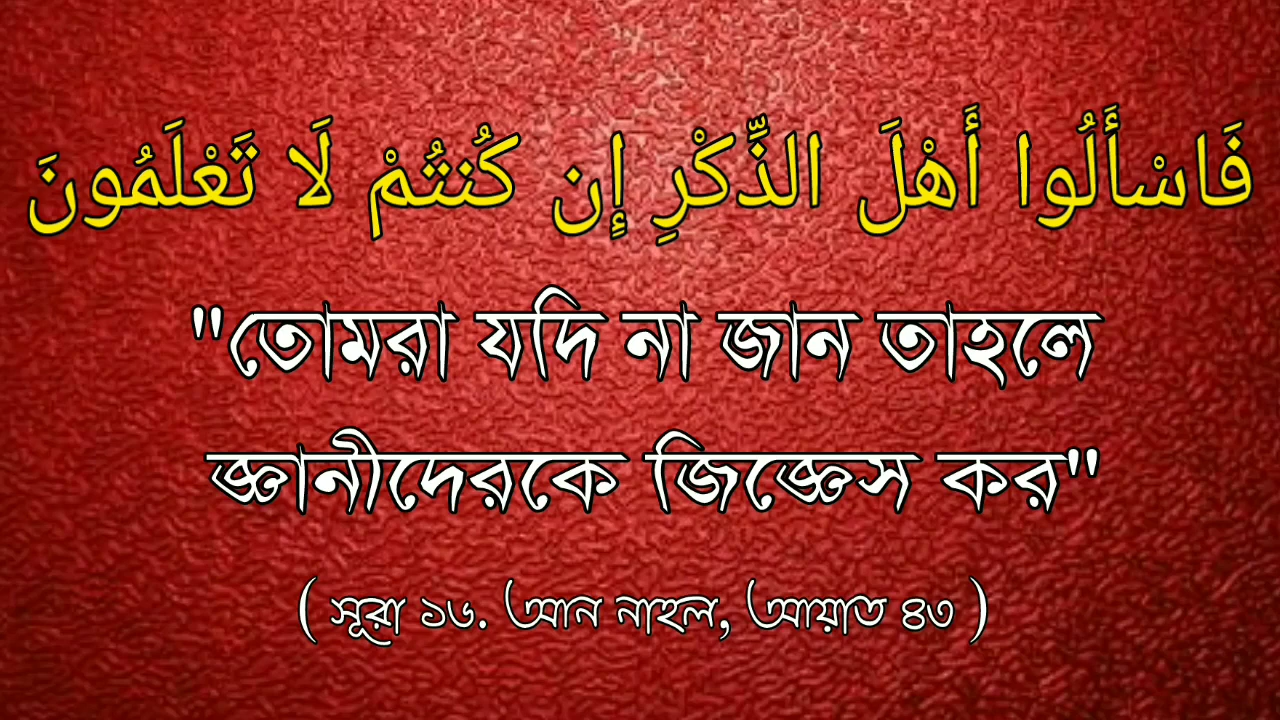 فَاسْأَلُوا أَهْلَ الذِّكْرِ إِن كُنتُمْ لَا تَعْلَمُونَ
"তোমরা যদি না জান তাহলে
জ্ঞানীদেরকে জিজ্ঞেস কর"
( সূরা ১৬. আন নাহল, আয়াত ৪৩ )